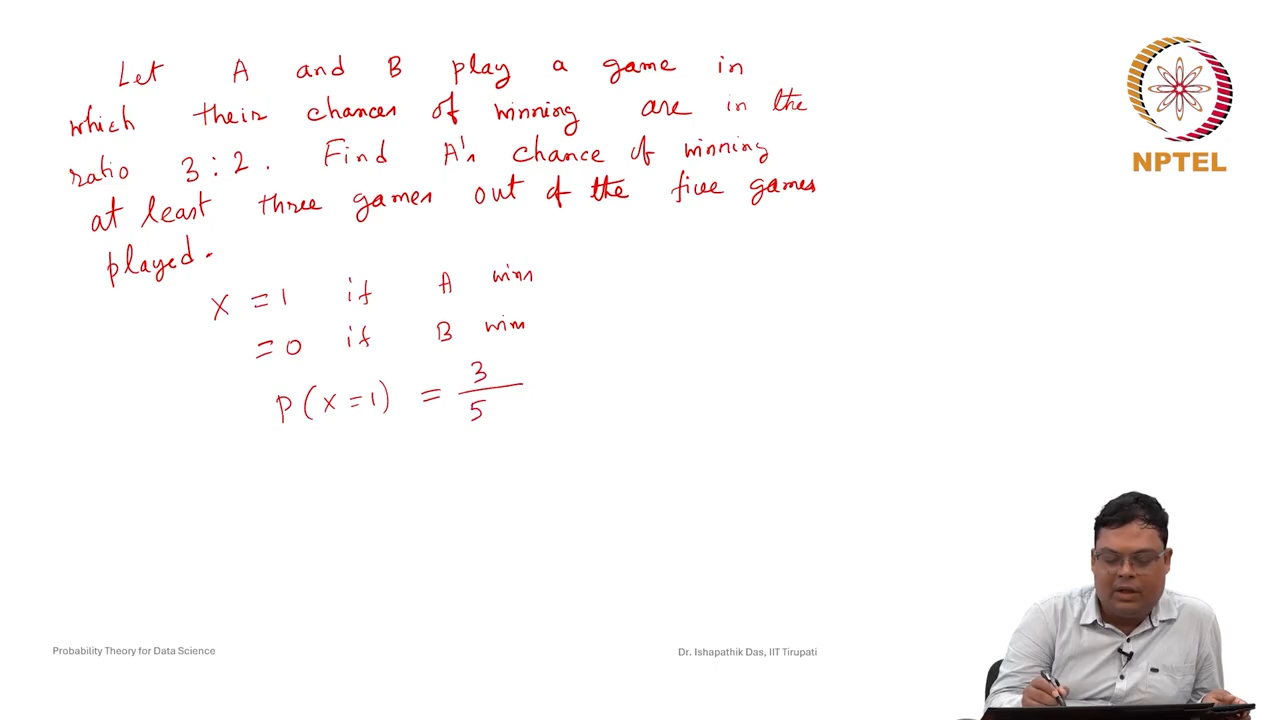 Let A and B play a game in
which their chances of winning are in the
ratio 3:2. Find A's chance of winning
at least three games out of the five games
played.
X = 1 if A wins
= 0 if B wins
P(X=1) = 3/5
NPTEL
Probability Theory for Data Science
Dr. Ishapathik Das, IIT Tirupati